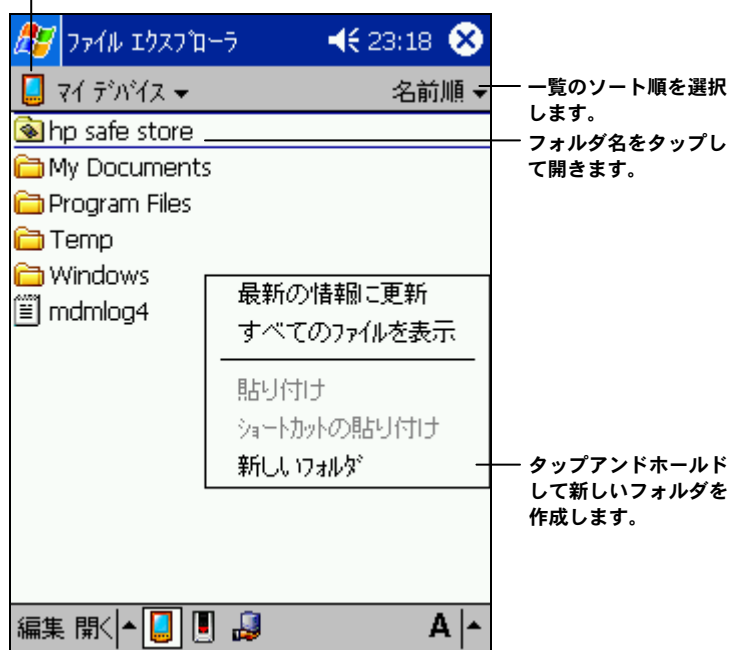 ファイル エクスプローラ 23:18
マイ デバイス 名前順
hp safe store
My Documents
Program Files
Temp
Windows
mdmlog4
最新の情報に更新
すべてのファイルを表示
貼り付け
ショートカットの貼り付け
新しいフォルダ
編集 開く A
一覧のソート順を選択
します。
フォルダ名をタップし
て開きます。
タップアンドホールド
して新しいフォルダを
作成します。